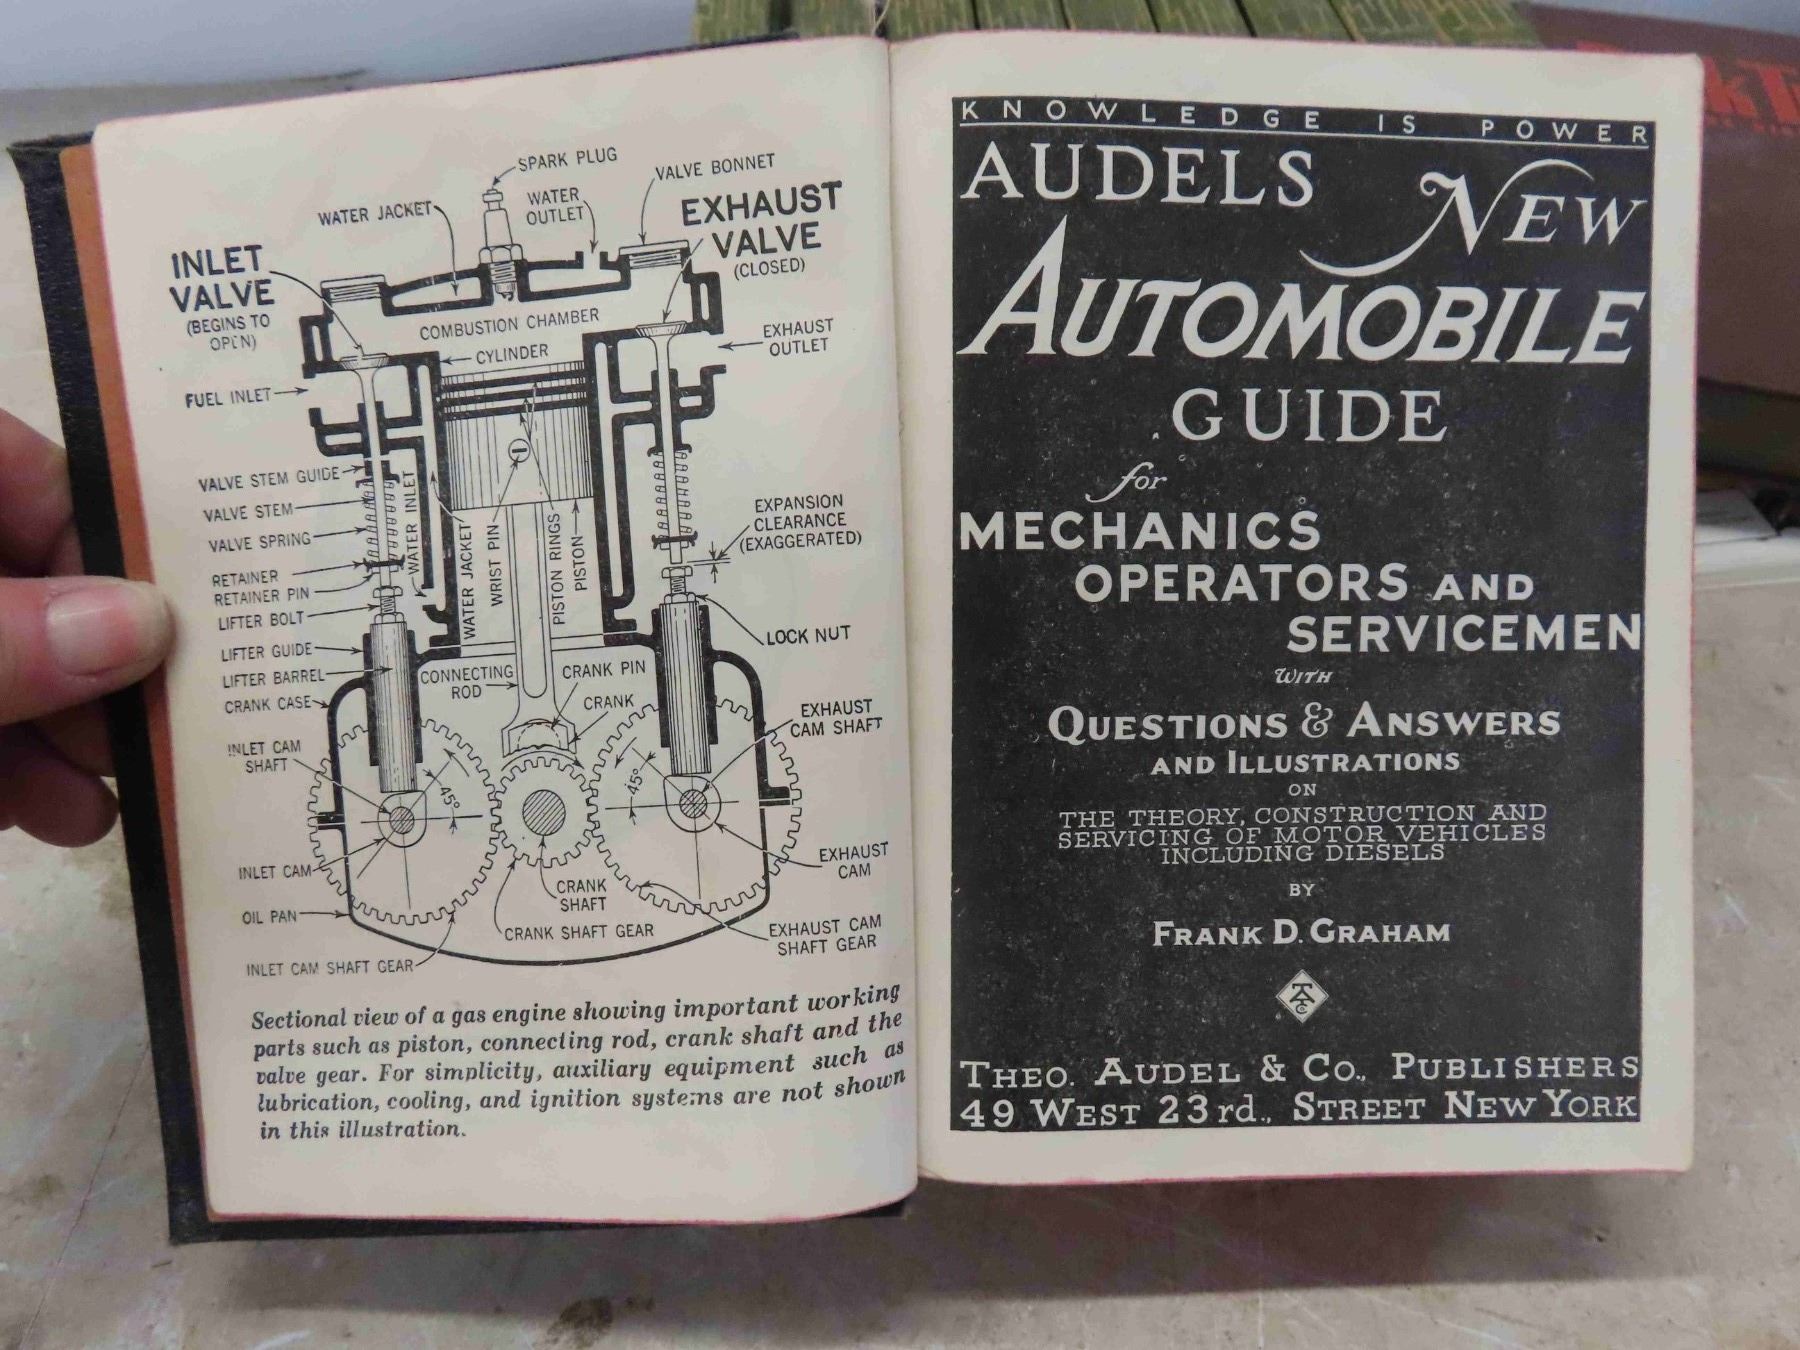 SPARK PLUG
VALVE BONNET
WATER JACKET
WATER
OUTLET
EXHAUST
VALVE
(CLOSED)
INLET
VALVE
(BEGINS TO
OPEN)
COMBUSTION CHAMBER
CYLINDER
EXHAUST
OUTLET
FUEL INLET
VALVE STEM GUIDE
VALVE STEM
VALVE SPRING
RETAINER
RETAINER PIN
LIFTER BOLT
LIFTER GUIDE
LIFTER BARREL
CRANK CASE
WATER INLET
WATER JACKET
WRIST PIN
PISTON RINGS
PISTON
EXPANSION
CLEARANCE
(EXAGGERATED)
LOCK NUT
CONNECTING
ROD
CRANK PIN
CRANK
EXHAUST
CAM SHAFT
INLET CAM
SHAFT
45°
45°
INLET CAM
EXHAUST
CAM
OIL PAN
CRANK
SHAFT
CRANK SHAFT GEAR
EXHAUST CAM
SHAFT GEAR
INLET CAM SHAFT GEAR
Sectional view of a gas engine showing important working
parts such as piston, connecting rod, crank shaft and the
valve gear. For simplicity, auxiliary equipment such as
lubrication, cooling, and ignition systems are not shown
in this illustration.
KNOWLEDGE IS POWER
AUDELS
NEW
AUTOMOBILE
GUIDE
for
MECHANICS
OPERATORS AND
SERVICEMEN
WITH
QUESTIONS & ANSWERS
AND ILLUSTRATIONS
ON
THE THEORY, CONSTRUCTION AND
SERVICING OF MOTOR VEHICLES
INCLUDING DIESELS
BY
FRANK D. GRAHAM
THEO. AUDEL & CO., PUBLISHERS
49 WEST 23rd., STREET NEW YORK